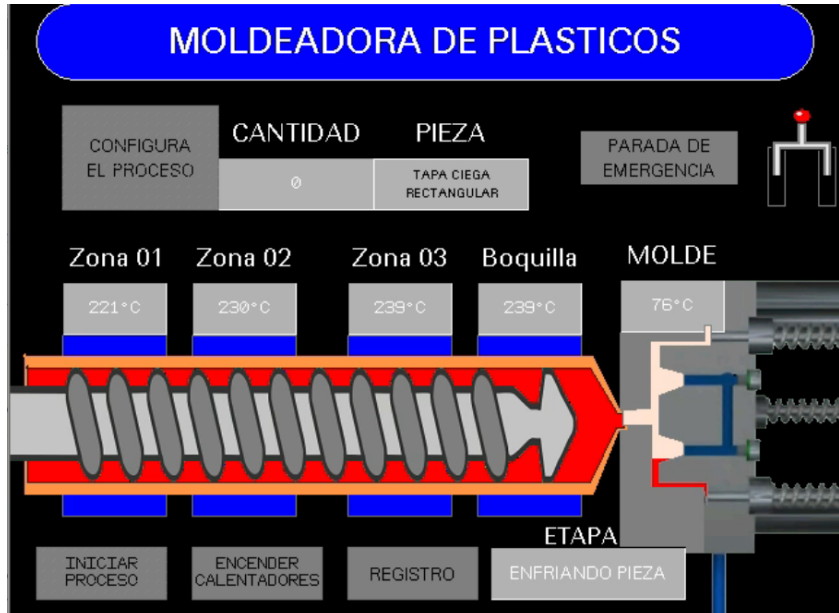 MOLDEADORA DE PLASTICOS
CONFIGURA
EL PROCESO
CANTIDAD
0
PIEZA
TAPA CIEGA
RECTANGULAR
PARADA DE
EMERGENCIA
Zona 01
Zona 02
Zona 03
Boquilla
MOLDE
221°C
230°C
239°C
239°C
76°C
ETAPA
INICIAR
PROCESO
ENCENDER
CALENTADORES
REGISTRO
ENFRIANDO PIEZA